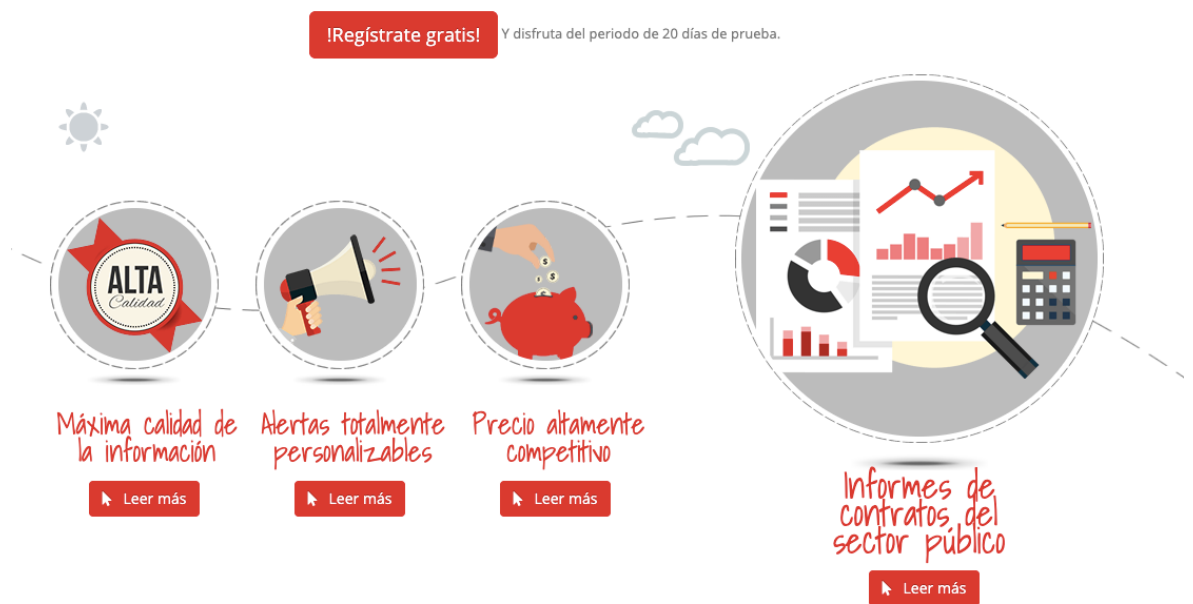 !Regístrate gratis! Y disfruta del periodo de 20 días de prueba.
ALTA
Calidad
Máxima calidad de
la información
Leer más
Alertas totalmente
personalizables
Leer más
Precio altamente
competitivo
Leer más
Informes de
contratos del
sector público
Leer más